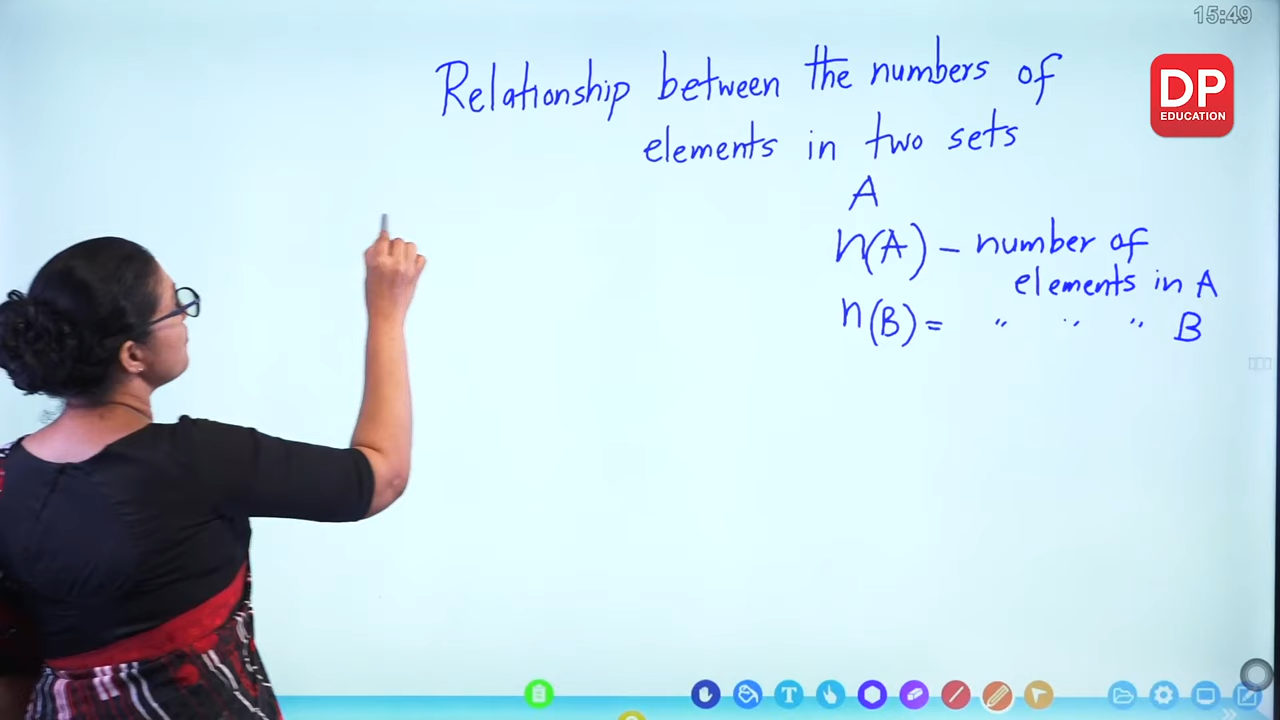 15:49
DP
EDUCATION
Relationship between the numbers of
elements in two sets
A
n(A) – number of
elements in A
n(B) = " " " B
T